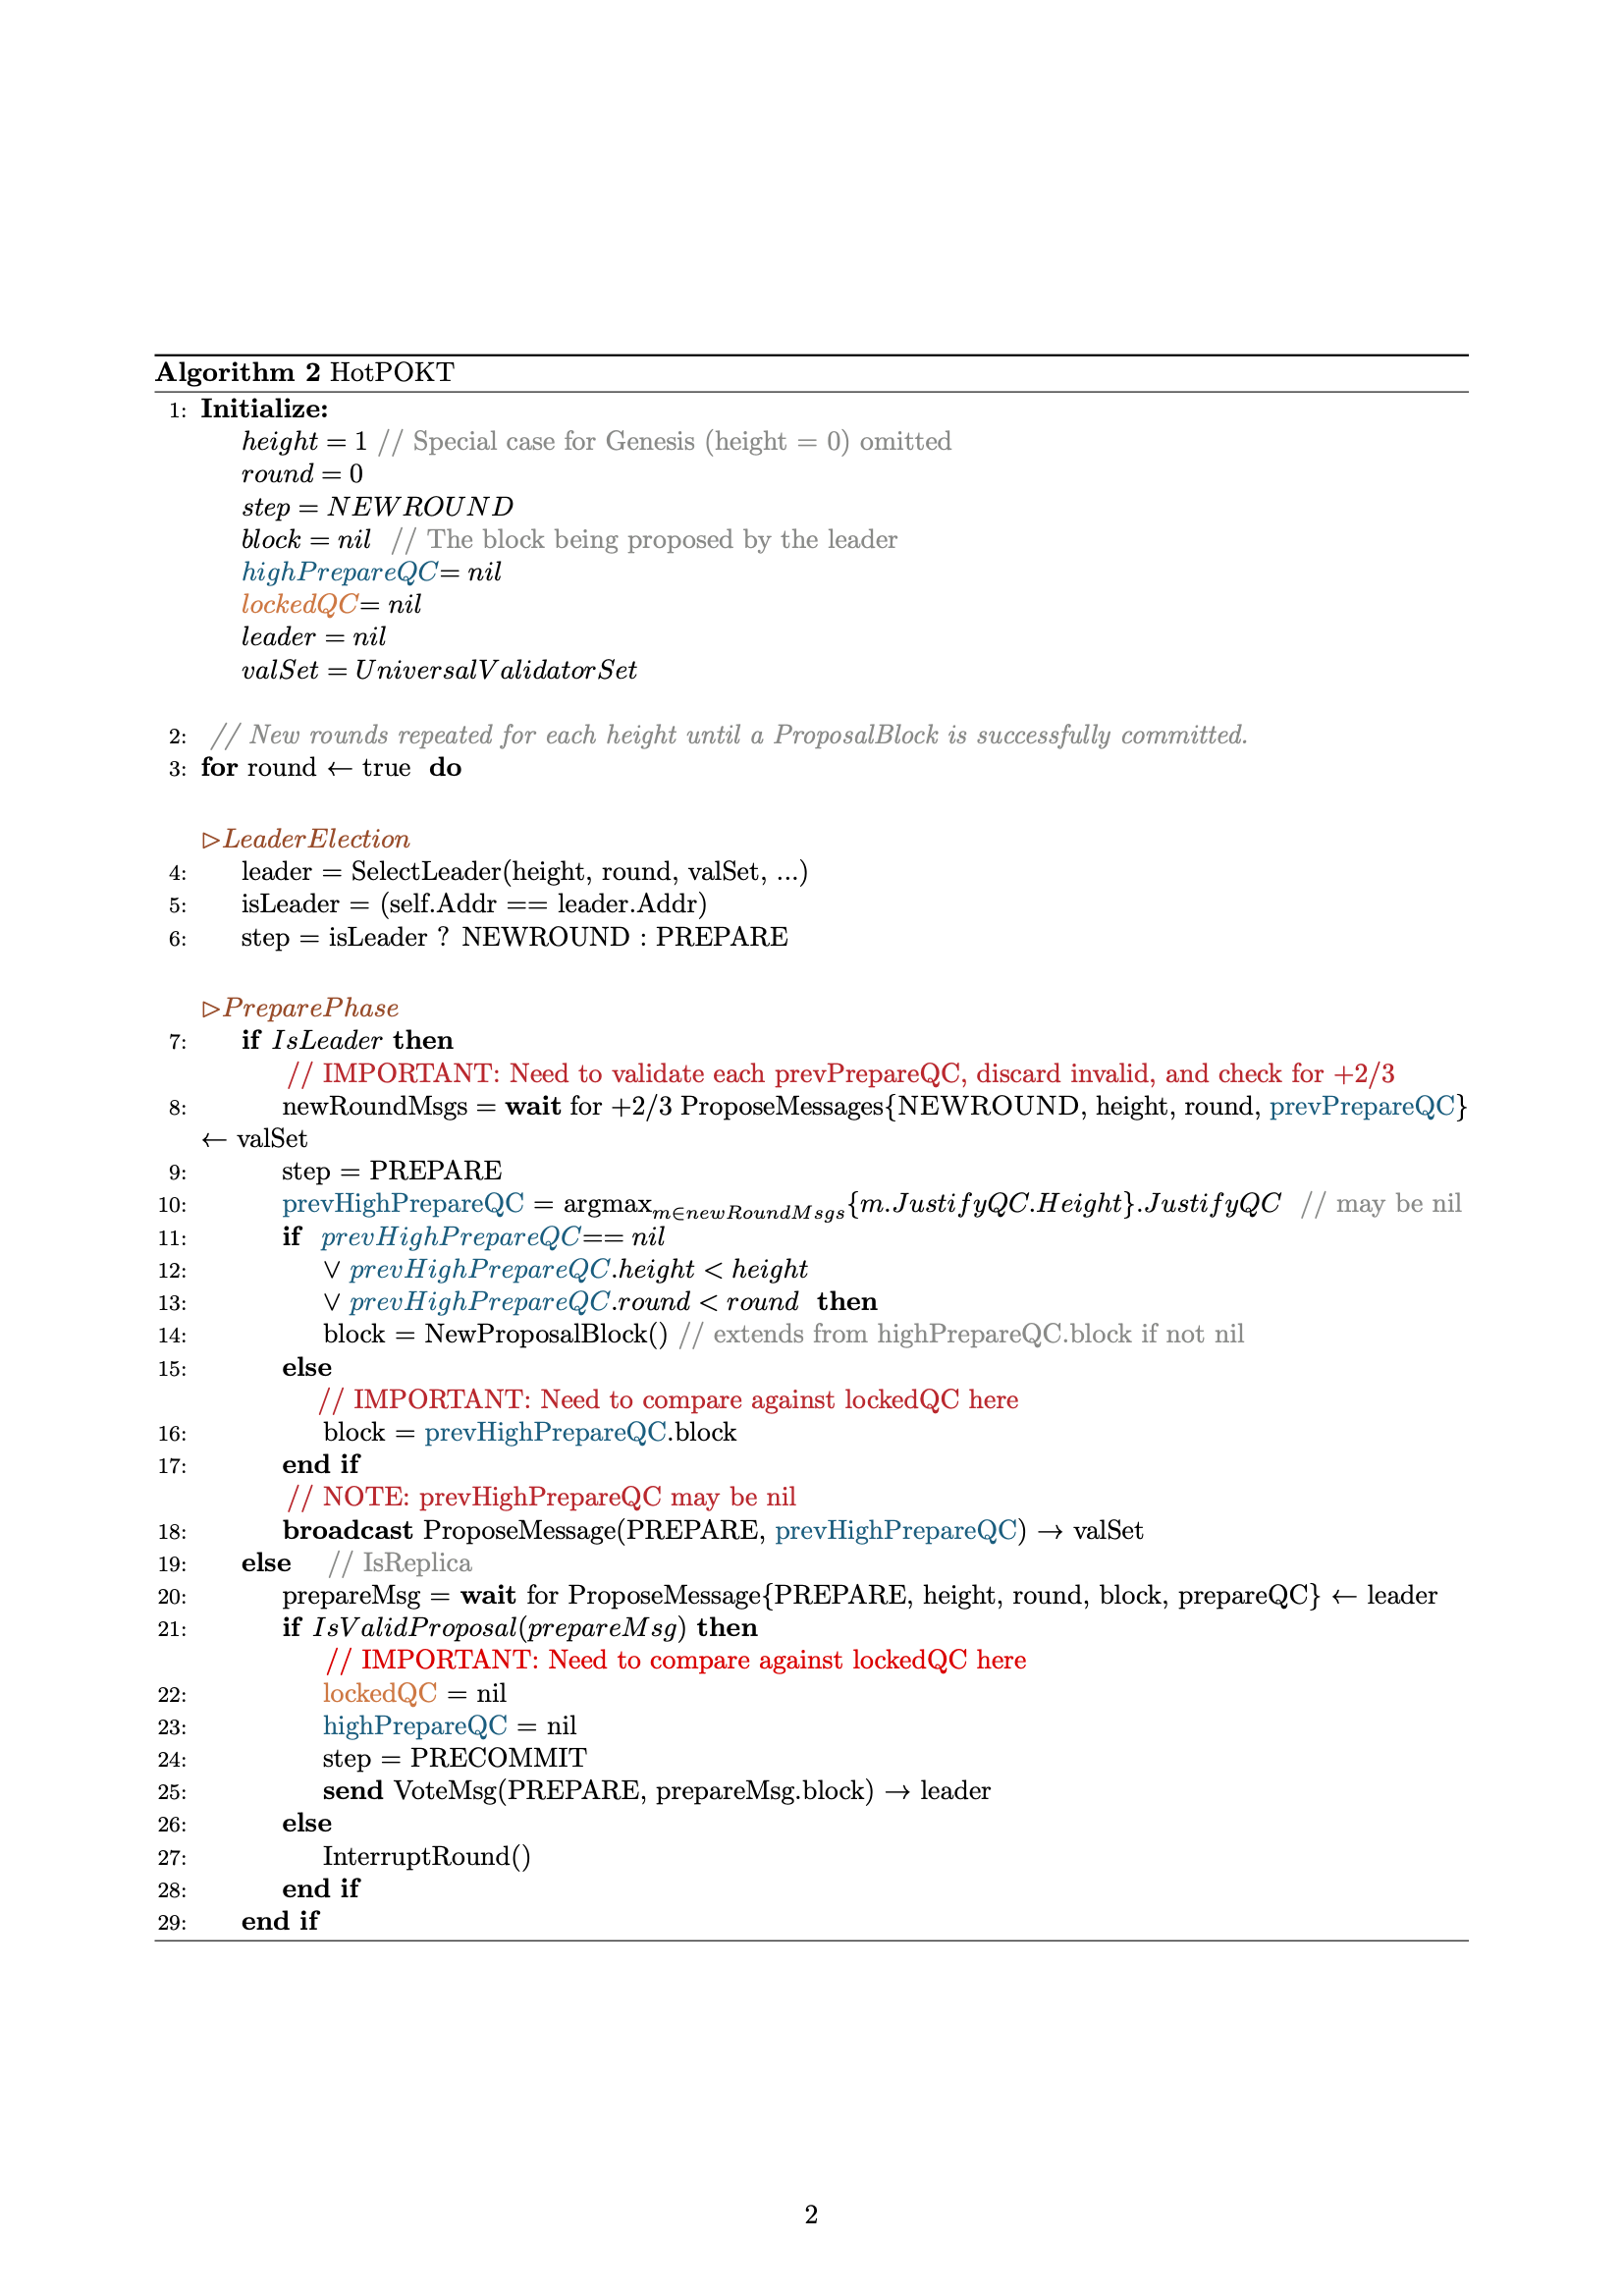 Algorithm 2 HotPOKT
1: Initialize:
height = 1 // Special case for Genesis (height = 0) omitted
round = 0
step = NEWROUND
block = nil // The block being proposed by the leader
highPrepareQC= nil
lockedQC= nil
leader = nil
valSet = UniversalValidatorSet
2: // New rounds repeated for each height until a ProposalBlock is successfully committed.
3: for round ← true do
▷LeaderElection
4: leader = SelectLeader(height, round, valSet, ...)
5: isLeader = (self.Addr == leader.Addr)
6: step = isLeader ? NEWROUND : PREPARE
▷PreparePhase
7: if IsLeader then
// IMPORTANT: Need to validate each prevPrepareQC, discard invalid, and check for +2/3
8: newRoundMsgs = wait for +2/3 ProposeMessages{NEWROUND, height, round, prevPrepareQC}
← valSet
9: step = PREPARE
10: prevHighPrepareQC = argmax_{m∈newRoundMsgs}{m.JustifyQC.Height}.JustifyQC // may be nil
11: if prevHighPrepareQC== nil
12: ∨ prevHighPrepareQC.height < height
13: ∨ prevHighPrepareQC.round < round then
14: block = NewProposalBlock() // extends from highPrepareQC.block if not nil
15: else
// IMPORTANT: Need to compare against lockedQC here
16: block = prevHighPrepareQC.block
17: end if
// NOTE: prevHighPrepareQC may be nil
18: broadcast ProposeMessage(PREPARE, prevHighPrepareQC) → valSet
19: else // IsReplica
20: prepareMsg = wait for ProposeMessage{PREPARE, height, round, block, prepareQC} ← leader
21: if IsValidProposal(prepareMsg) then
// IMPORTANT: Need to compare against lockedQC here
22: lockedQC = nil
23: highPrepareQC = nil
24: step = PRECOMMIT
25: send VoteMsg(PREPARE, prepareMsg.block) → leader
26: else
27: InterruptRound()
28: end if
29: end if
2